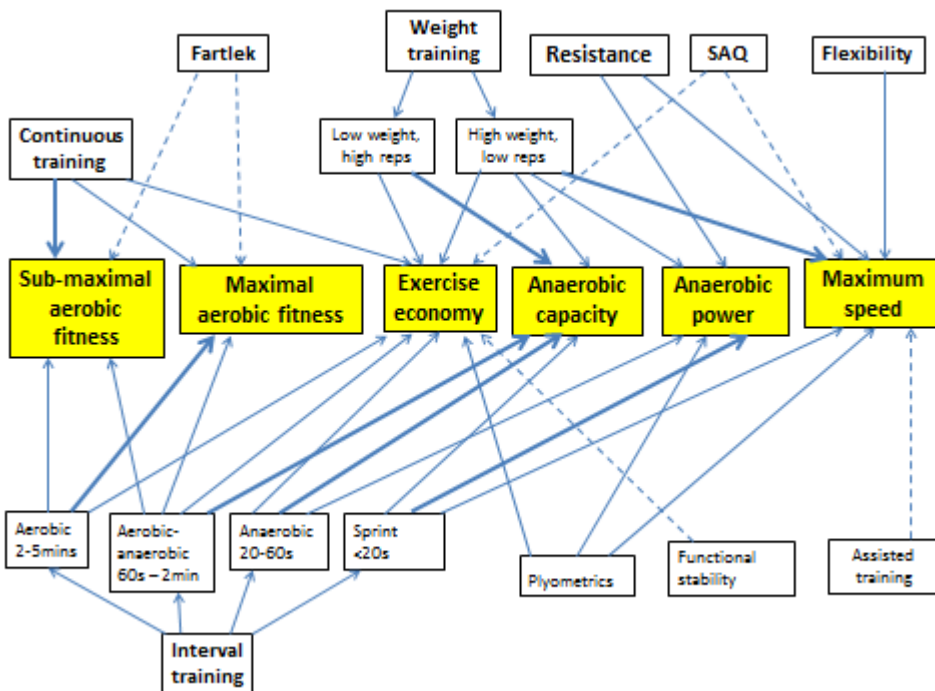 Fartlek
Weight
training
Resistance
SAQ
Flexibility
Continuous
training
Low weight,
high reps
High weight,
low reps
Sub-maximal
aerobic
fitness
Maximal
aerobic fitness
Exercise
economy
Anaerobic
capacity
Anaerobic
power
Maximum
speed
Aerobic
2-5mins
Aerobic-
anaerobic
60s – 2min
Anaerobic
20-60s
Sprint
<20s
Plyometrics
Functional
stability
Assisted
training
Interval
training